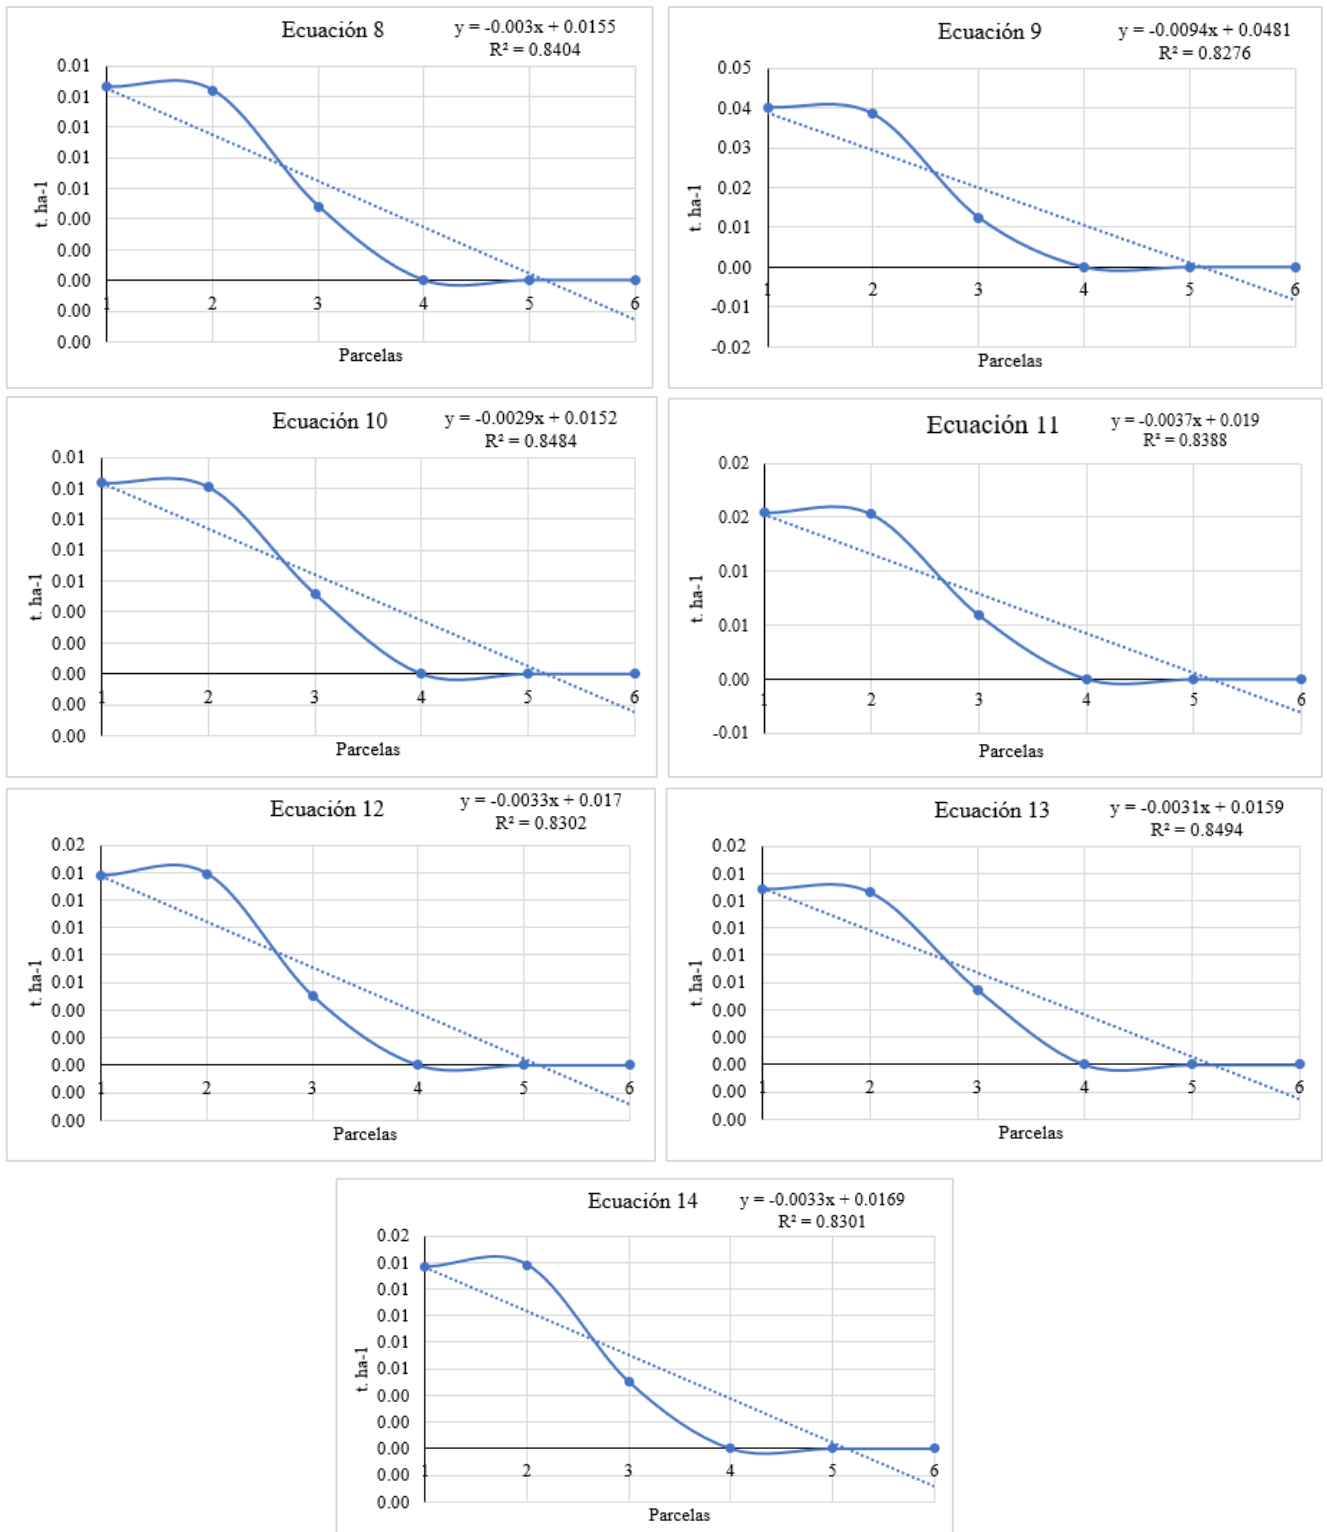 Ecuación 8
y = -0.003x + 0.0155
R² = 0.8404
0.01
0.01
0.01
0.01
0.01
0.00
0.00
0.00
0.00
0.00
t. ha-1
1 2 3 4 5 6
Parcelas
Ecuación 9
y = -0.0094x + 0.0481
R² = 0.8276
0.05
0.04
0.03
0.02
0.01
0.00
-0.01
-0.02
t. ha-1
1 2 3 4 5 6
Parcelas
Ecuación 10
y = -0.0029x + 0.0152
R² = 0.8484
0.01
0.01
0.01
0.01
0.01
0.00
0.00
0.00
0.00
0.00
t. ha-1
1 2 3 4 5 6
Parcelas
Ecuación 11
y = -0.0037x + 0.019
R² = 0.8388
0.02
0.02
0.01
0.01
0.00
-0.01
t. ha-1
1 2 3 4 5 6
Parcelas
Ecuación 12
y = -0.0033x + 0.017
R² = 0.8302
0.02
0.01
0.01
0.01
0.01
0.01
0.00
0.00
0.00
0.00
0.00
t. ha-1
1 2 3 4 5 6
Parcelas
Ecuación 13
y = -0.0031x + 0.0159
R² = 0.8494
0.02
0.01
0.01
0.01
0.01
0.01
0.00
0.00
0.00
0.00
0.00
t. ha-1
1 2 3 4 5 6
Parcelas
Ecuación 14
y = -0.0033x + 0.0169
R² = 0.8301
0.02
0.01
0.01
0.01
0.01
0.01
0.00
0.00
0.00
0.00
0.00
t. ha-1
1 2 3 4 5 6
Parcelas